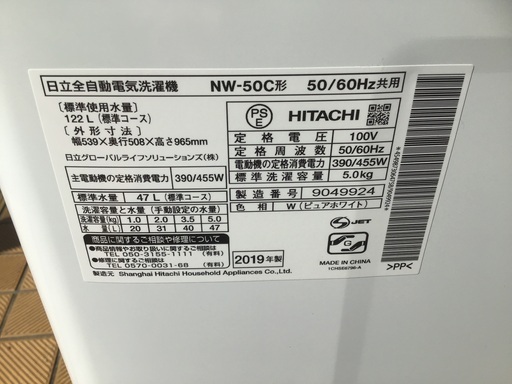 日立全自動電気洗濯機 NW-50C形 50/60Hz共用
〔標準使用水量〕
122L(標準コース)
〔外形寸法〕
幅539×奥行508×高さ965mm
日立グローバルライフソリューションズ(株)
主電動機の定格消費電力 390/455W
標準水量 47L(標準コース)
洗濯容量と水量(手動設定の水量)
洗濯容量(kg) 1.0 2.0 3.5 5.0
水量(L) 20 31 40 47
商品に関するご相談や修理について
TEL 050-3155-1111 (有料)
TEL 0570-0031-68 (有料)
製造元 Shanghai Hitachi Household Appliances Co.,Ltd.
PS
E
HITACHI
定格電圧 100V
定格周波数 50/60Hz
電動機の定格消費電力 390/455W
標準洗濯容量 5.0kg
製造番号 9049924
色相 W(ピュアホワイト)
2019年製
S-JET
G
MADE IN CHINA
>PP<